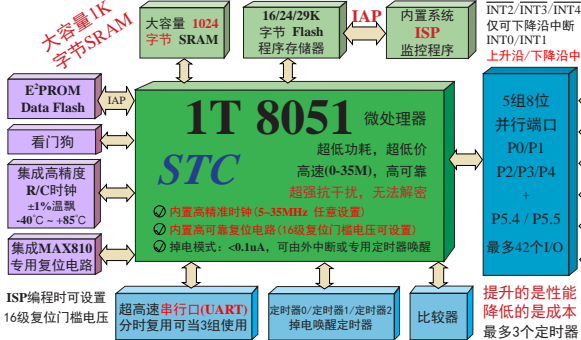 大容量1K
字节SRAM
大容量 1024
字节 SRAM
16/24/29K
字节 Flash
程序存储器
IAP
内置系统
ISP
监控程序
INT2/INT3/INT4
仅可下降沿中断
INT0/INT1
上升沿/下降沿中
E²PROM
Data Flash
IAP
看门狗
集成高精度
R/C时钟
±1%温飘
-40℃～+85℃
集成MAX810
专用复位电路
ISP编程时可设置
16级复位门槛电压
1T 8051 微处理器
STC
超低功耗，超低价
高速(0-35M)，高可靠
超强抗干扰，无法解密
内置高精准时钟(5–35MHz 任意设置)
内置高可靠复位电路(16级复位门槛电压可设置)
掉电模式：<0.1uA，可由外中断或专用定时器唤醒
5组8位
并行端口
P0/P1
P2/P3/P4
+
P5.4 / P5.5
最多42个I/O
超高速串行口(UART)
分时复用可当3组使用
定时器0/定时器1/定时器2
掉电唤醒定时器
比较器
提升的是性能
降低的是成本
最多3个定时器